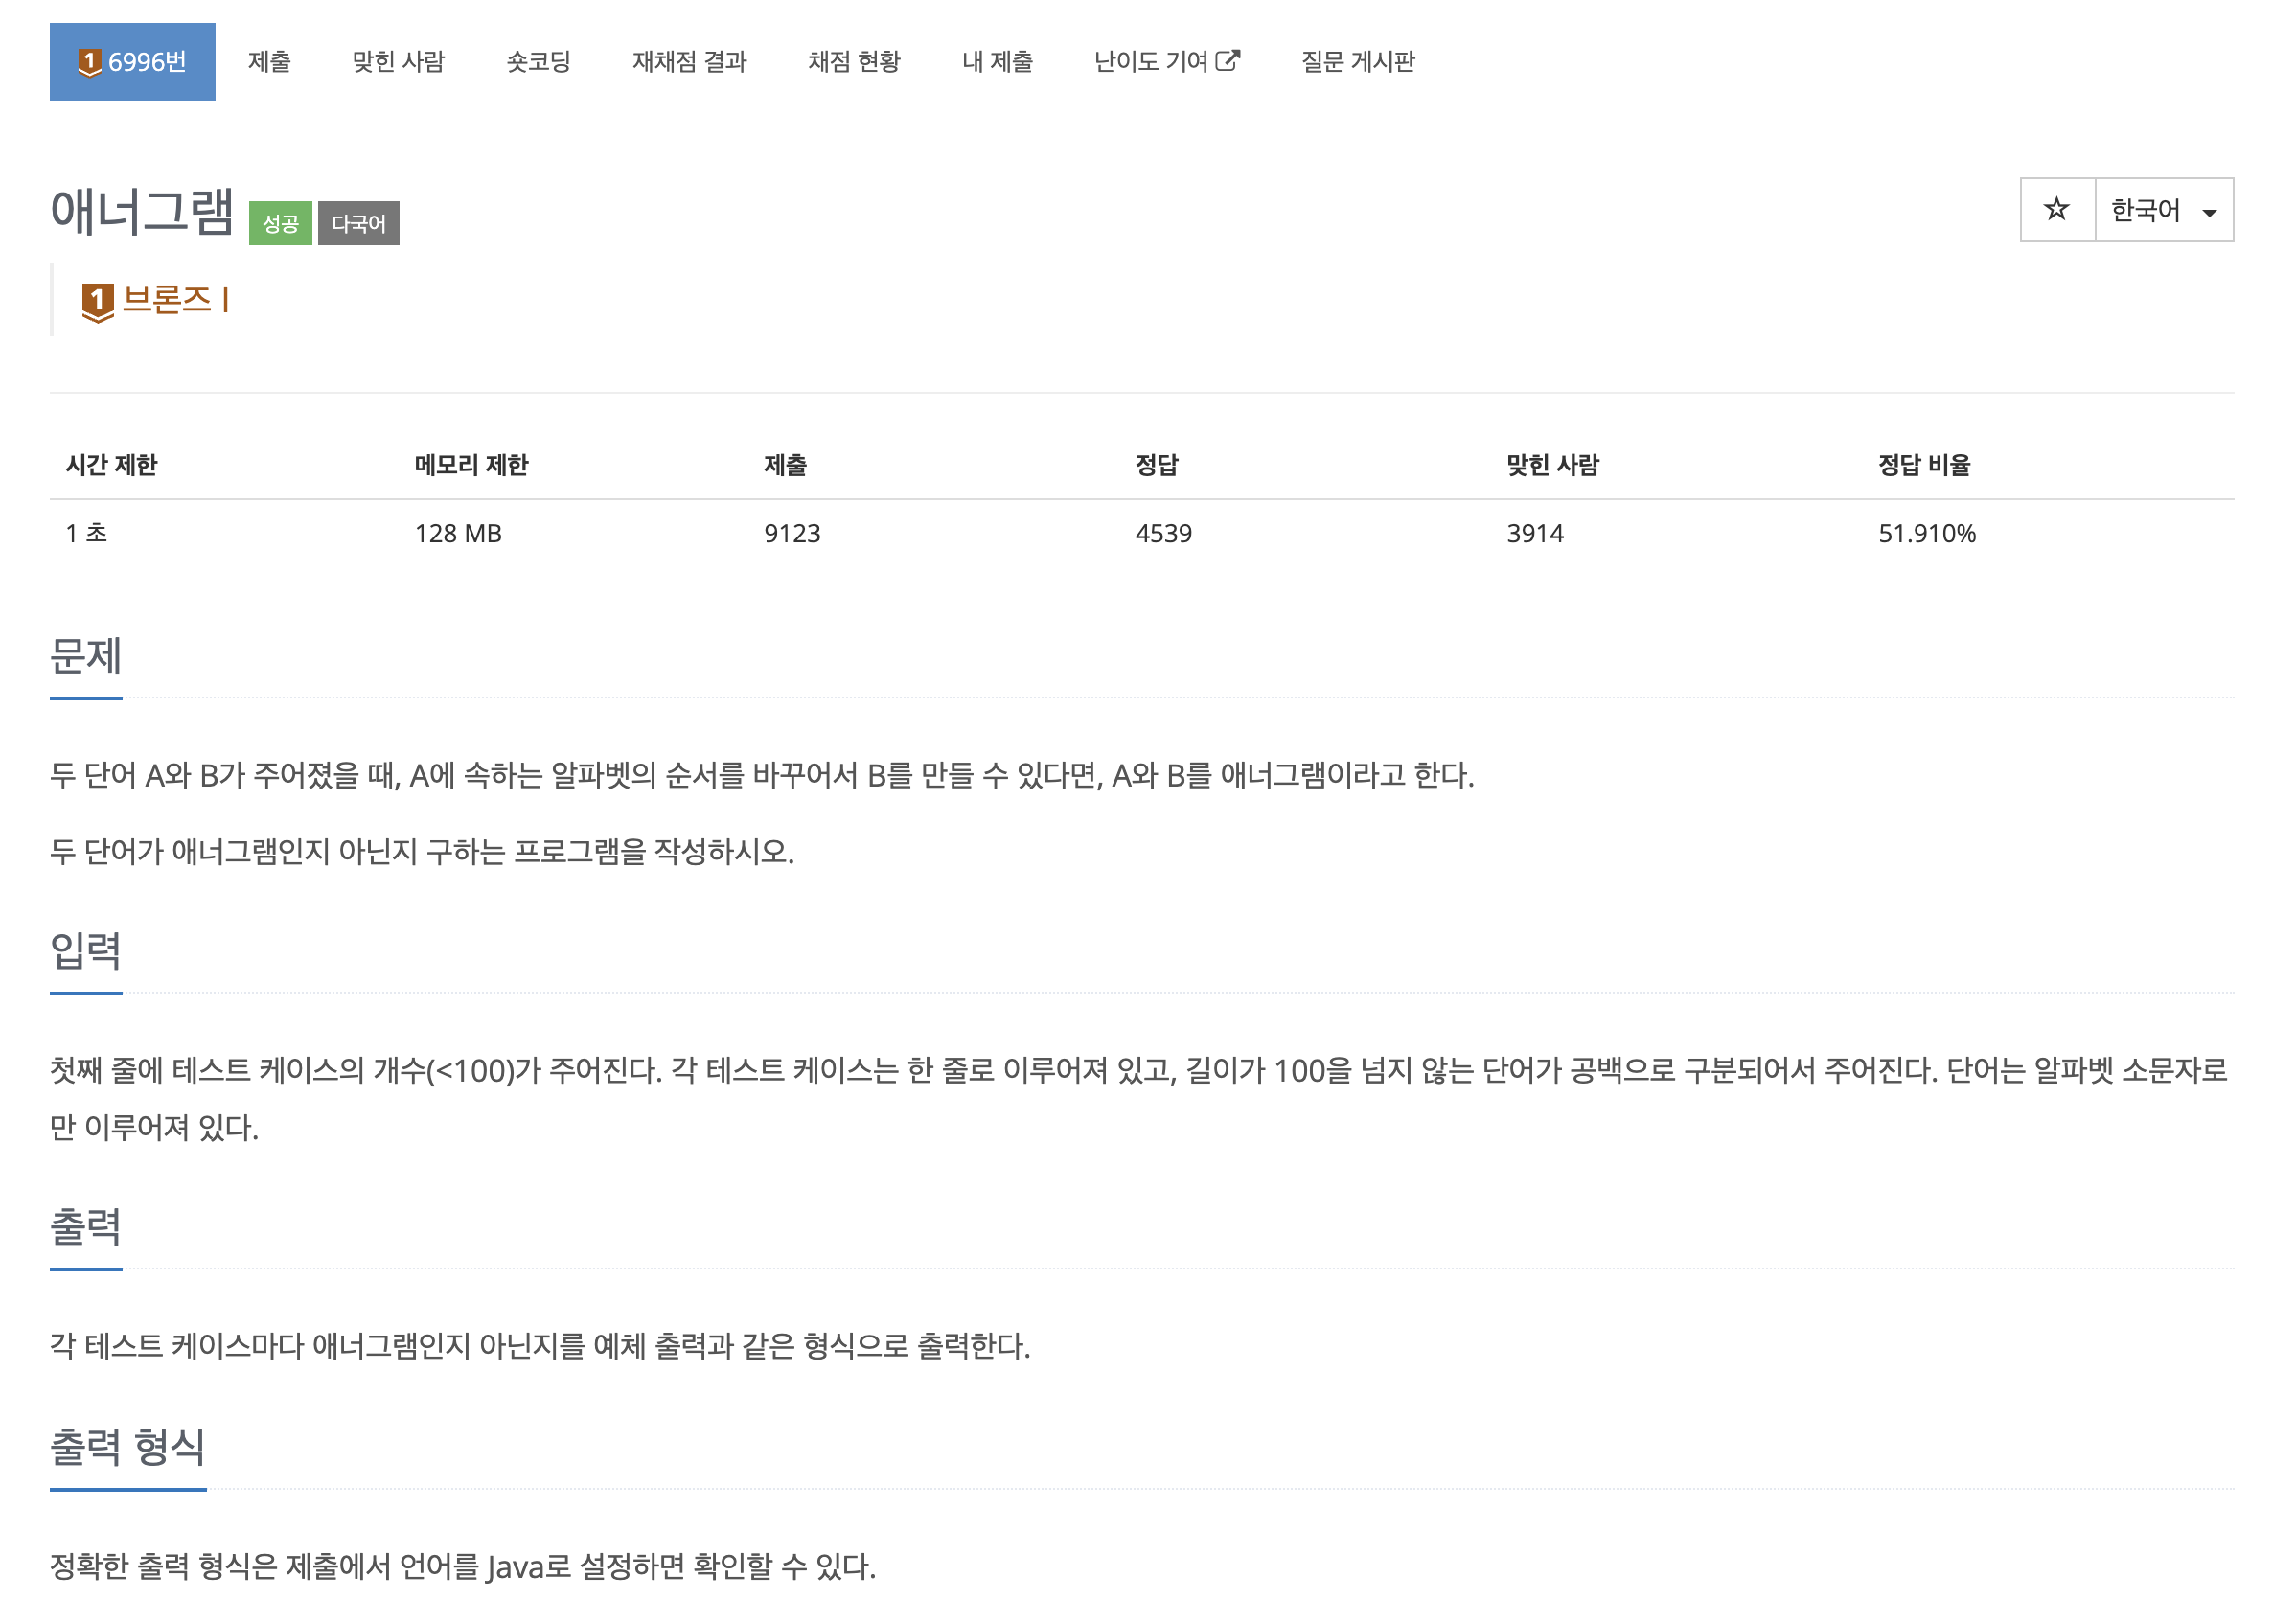 1 6996번 제출 맞힌 사람 숏코딩 재채점 결과 채점 현황 내 제출 난이도 기여 질문 게시판
애너그램 성공 다국어 한국어
1 브론즈 I
시간 제한 메모리 제한 제출 정답 맞힌 사람 정답 비율
1 초 128 MB 9123 4539 3914 51.910%
문제
두 단어 A와 B가 주어졌을 때, A에 속하는 알파벳의 순서를 바꾸어서 B를 만들 수 있다면, A와 B를 애너그램이라고 한다.
두 단어가 애너그램인지 아닌지 구하는 프로그램을 작성하시오.
입력
첫째 줄에 테스트 케이스의 개수(<100)가 주어진다. 각 테스트 케이스는 한 줄로 이루어져 있고, 길이가 100을 넘지 않는 단어가 공백으로 구분되어서 주어진다. 단어는 알파벳 소문자로
만 이루어져 있다.
출력
각 테스트 케이스마다 애너그램인지 아닌지를 예체 출력과 같은 형식으로 출력한다.
출력 형식
정확한 출력 형식은 제출에서 언어를 Java로 설정하면 확인할 수 있다.